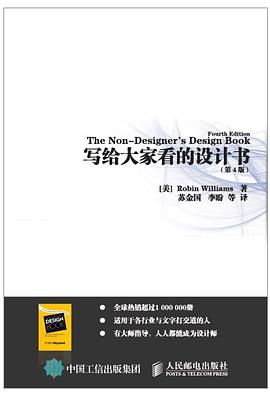 Fourth Edition
The Non-Designer's Design Book
写给大家看的设计书
（第4版）
[美] Robin Williams 著
苏金国 李盼 等 译
DESIGN
BOOK
ROBIN WILLIAMS
全球热销超过1 000 000册
适用于各行业与文字打交道的人
有大师指导，人人都能成为设计师
中国工信出版集团
人民邮电出版社
POSTS & TELECOM PRESS